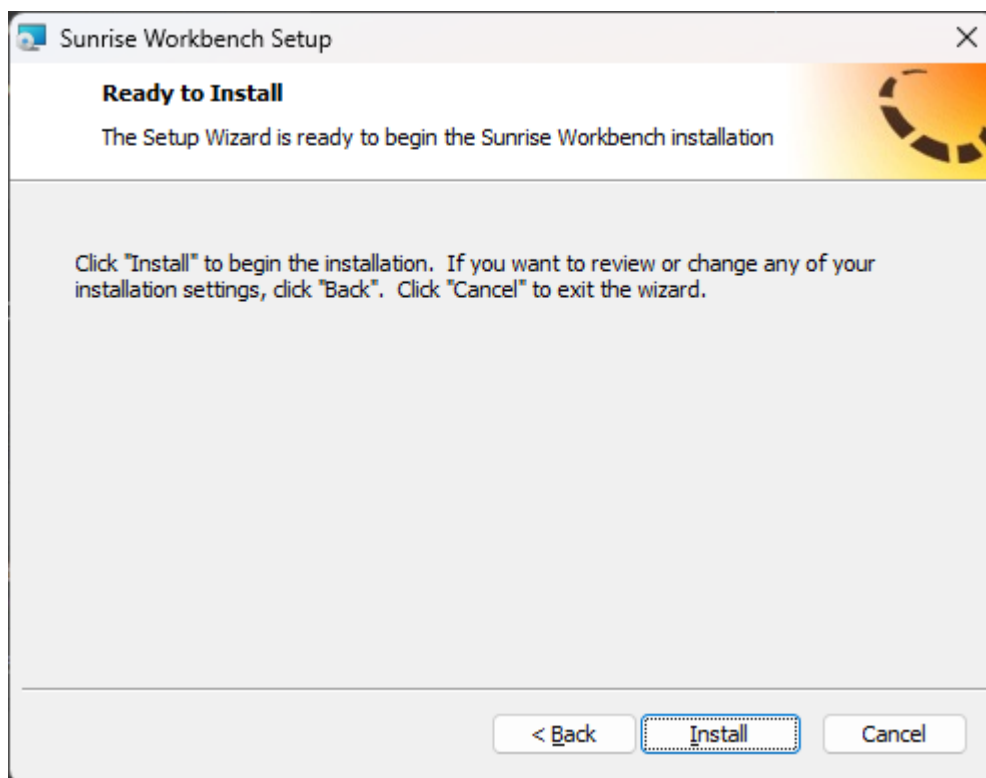 Sunrise Workbench Setup
Ready to Install
The Setup Wizard is ready to begin the Sunrise Workbench installation
Click "Install" to begin the installation.  If you want to review or change any of your
installation settings, click "Back".  Click "Cancel" to exit the wizard.
< Back Install Cancel